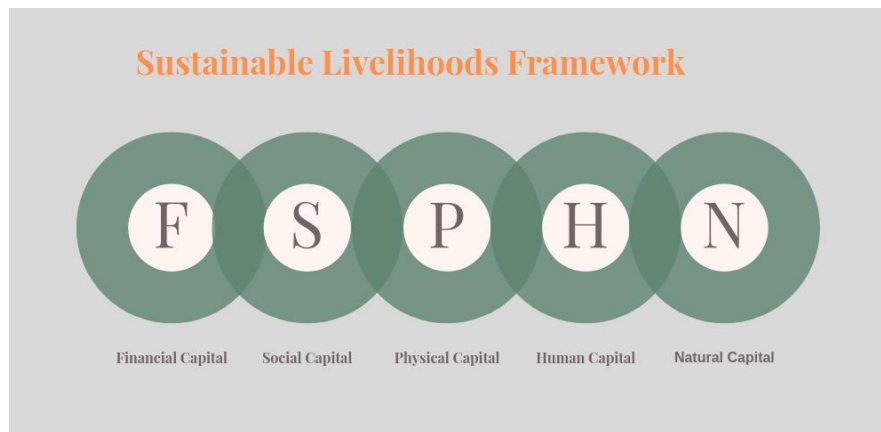 Sustainable Livelihoods Framework
F S P H N
Financial Capital Social Capital Physical Capital Human Capital Natural Capital